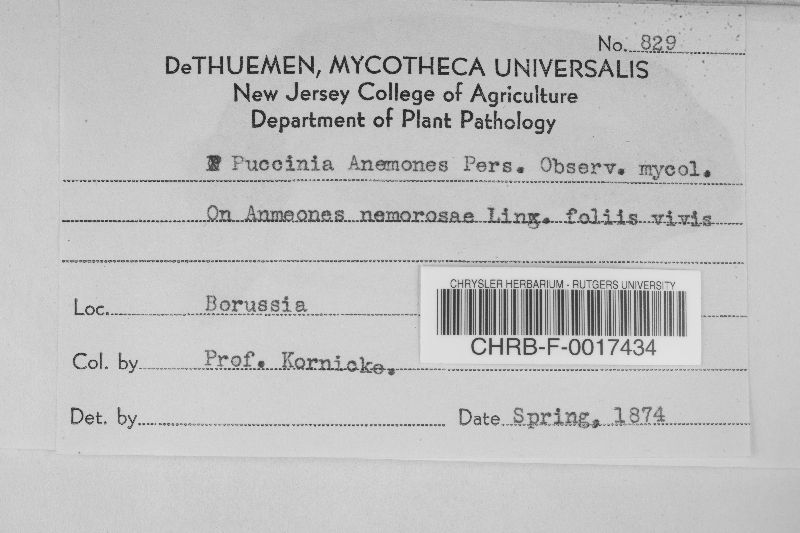 No. 829
DeTHUEMEN, MYCOTHECA UNIVERSALIS
New Jersey College of Agriculture
Department of Plant Pathology
Puccinia Anemones Pers. Observ. mycol.
On Anmeones nemorosae Ling. foliis vivis
Loc. Borussia
CHRYSLER HERBARIUM - RUTGERS UNIVERSITY
CHRB-F-0017434
Col. by Prof. Kornicke.
Det. by
Date Spring, 1874